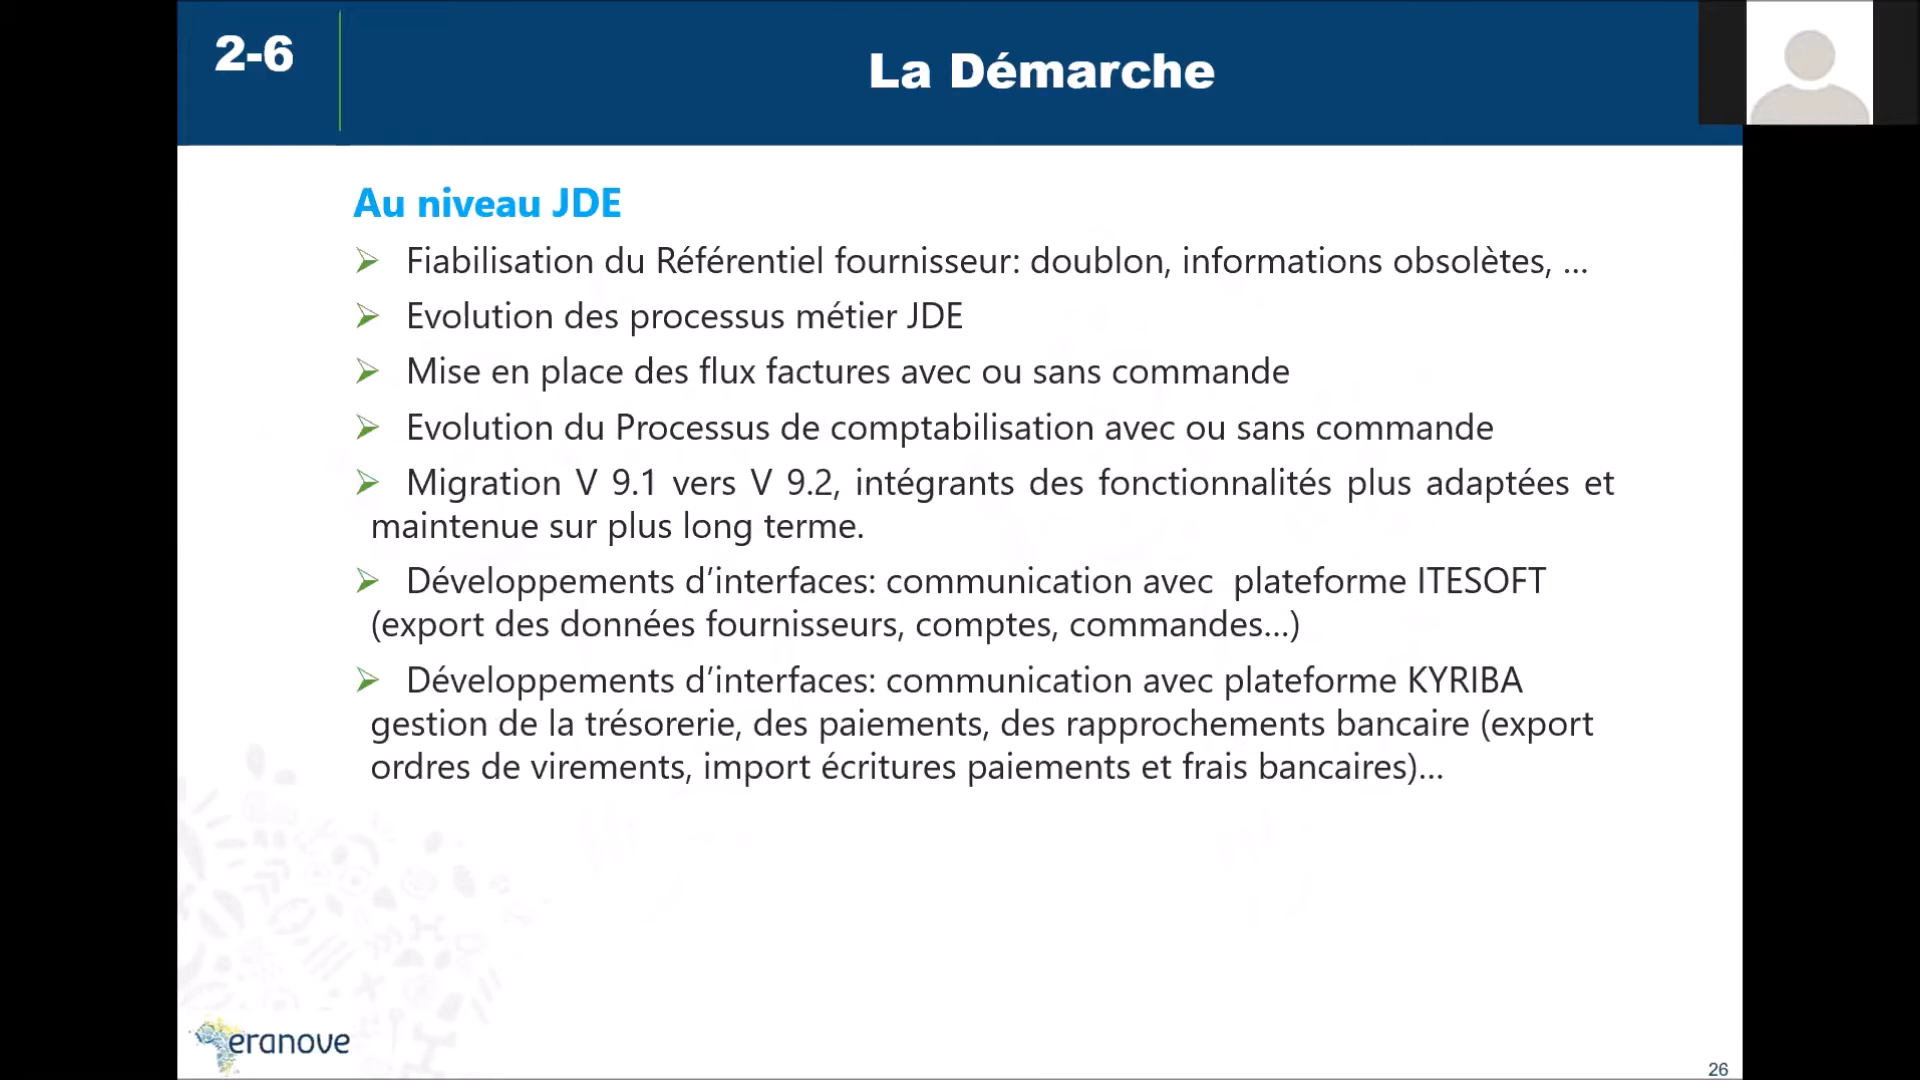 2-6
La Démarche
Au niveau JDE
Fiabilisation du Référentiel fournisseur: doublon, informations obsolètes, ...
Evolution des processus métier JDE
Mise en place des flux factures avec ou sans commande
Evolution du Processus de comptabilisation avec ou sans commande
Migration V 9.1 vers V 9.2, intégrants des fonctionnalités plus adaptées et
maintenue sur plus long terme.
Développements d’interfaces: communication avec plateforme ITESOFT
(export des données fournisseurs, comptes, commandes...)
Développements d’interfaces: communication avec plateforme KYRIBA
gestion de la trésorerie, des paiements, des rapprochements bancaire (export
ordres de virements, import écritures paiements et frais bancaires)...
eranove
26